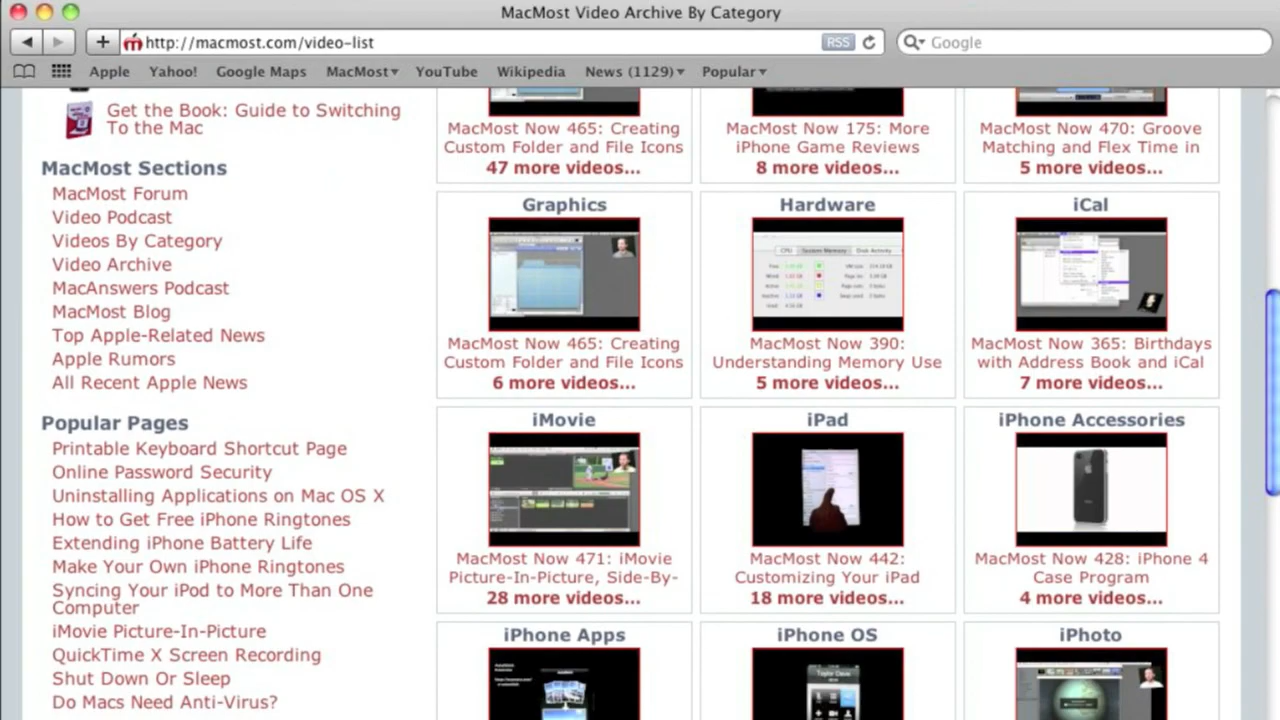 MacMost Video Archive By Category
http://macmost.com/video-list
RSS
Google
Apple
Yahoo!
Google Maps
MacMost
YouTube
Wikipedia
News (1129)
Popular
Get the Book: Guide to Switching
To the Mac
MacMost Sections
MacMost Forum
Video Podcast
Videos By Category
Video Archive
MacAnswers Podcast
MacMost Blog
Top Apple-Related News
Apple Rumors
All Recent Apple News
Popular Pages
Printable Keyboard Shortcut Page
Online Password Security
Uninstalling Applications on Mac OS X
How to Get Free iPhone Ringtones
Extending iPhone Battery Life
Make Your Own iPhone Ringtones
Syncing Your iPod to More Than One
Computer
iMovie Picture-In-Picture
QuickTime X Screen Recording
Shut Down Or Sleep
Do Macs Need Anti-Virus?
MacMost Now 465: Creating
Custom Folder and File Icons
47 more videos...
MacMost Now 175: More
iPhone Game Reviews
8 more videos...
MacMost Now 470: Groove
Matching and Flex Time in
5 more videos...
Graphics
MacMost Now 465: Creating
Custom Folder and File Icons
6 more videos...
Hardware
CPU
System Memory
Disk Activity
MacMost Now 390:
Understanding Memory Use
5 more videos...
iCal
MacMost Now 365: Birthdays
with Address Book and iCal
7 more videos...
iMovie
MacMost Now 471: iMovie
Picture-In-Picture, Side-By-
28 more videos...
iPad
MacMost Now 442:
Customizing Your iPad
18 more videos...
iPhone Accessories
MacMost Now 428: iPhone 4
Case Program
4 more videos...
iPhone Apps
iPhone OS
Taylor Dave
iPhoto